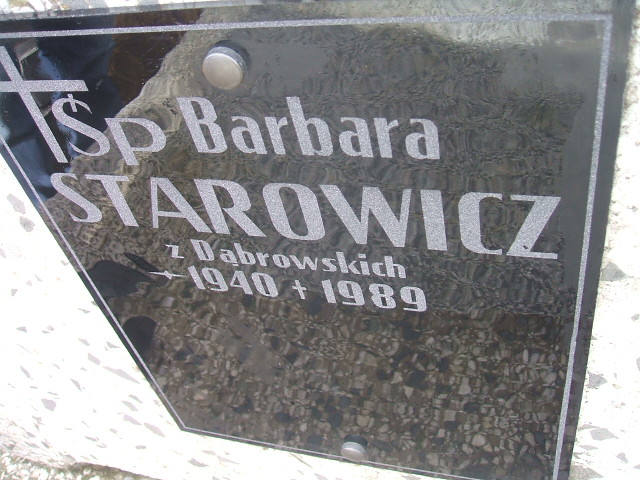 Śp Barbara
STAROWICZ
z Dąbrowskich
* 1940 † 1989